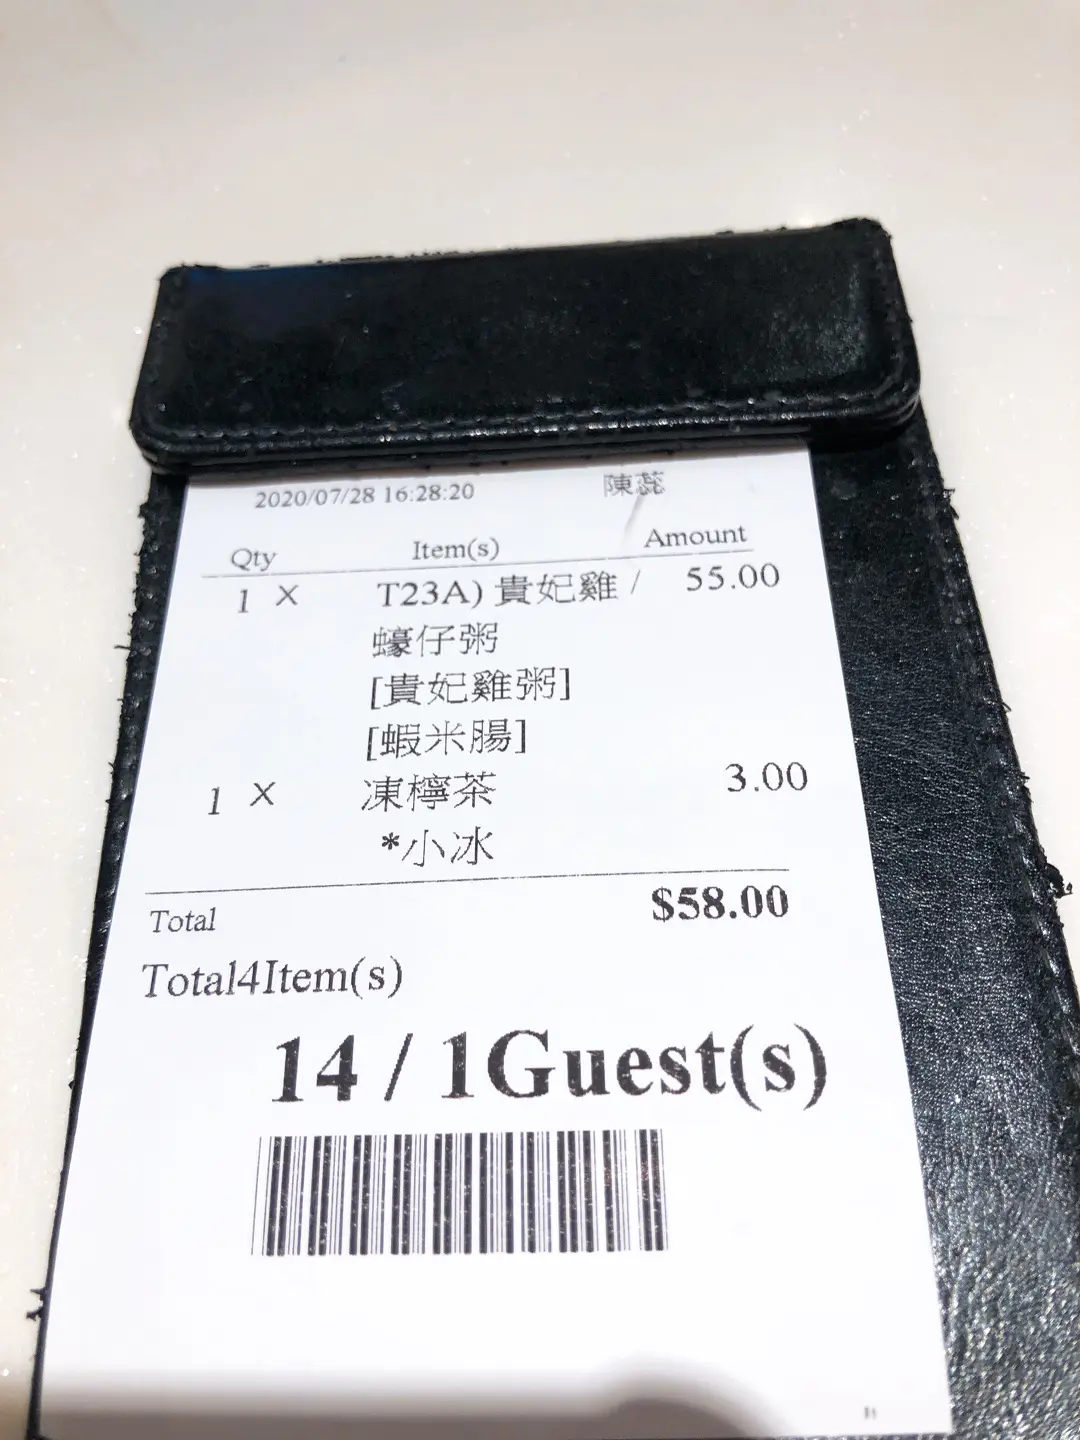 2020/07/28 16:28:20 陳蕊
Qty Item(s) Amount
1 X T23A) 貴妃雞 / 55.00
蠔仔粥
[貴妃雞粥]
[蝦米腸]
1 X 凍檸茶 3.00
*小冰
Total $58.00
Total4Item(s)
14 / 1Guest(s)